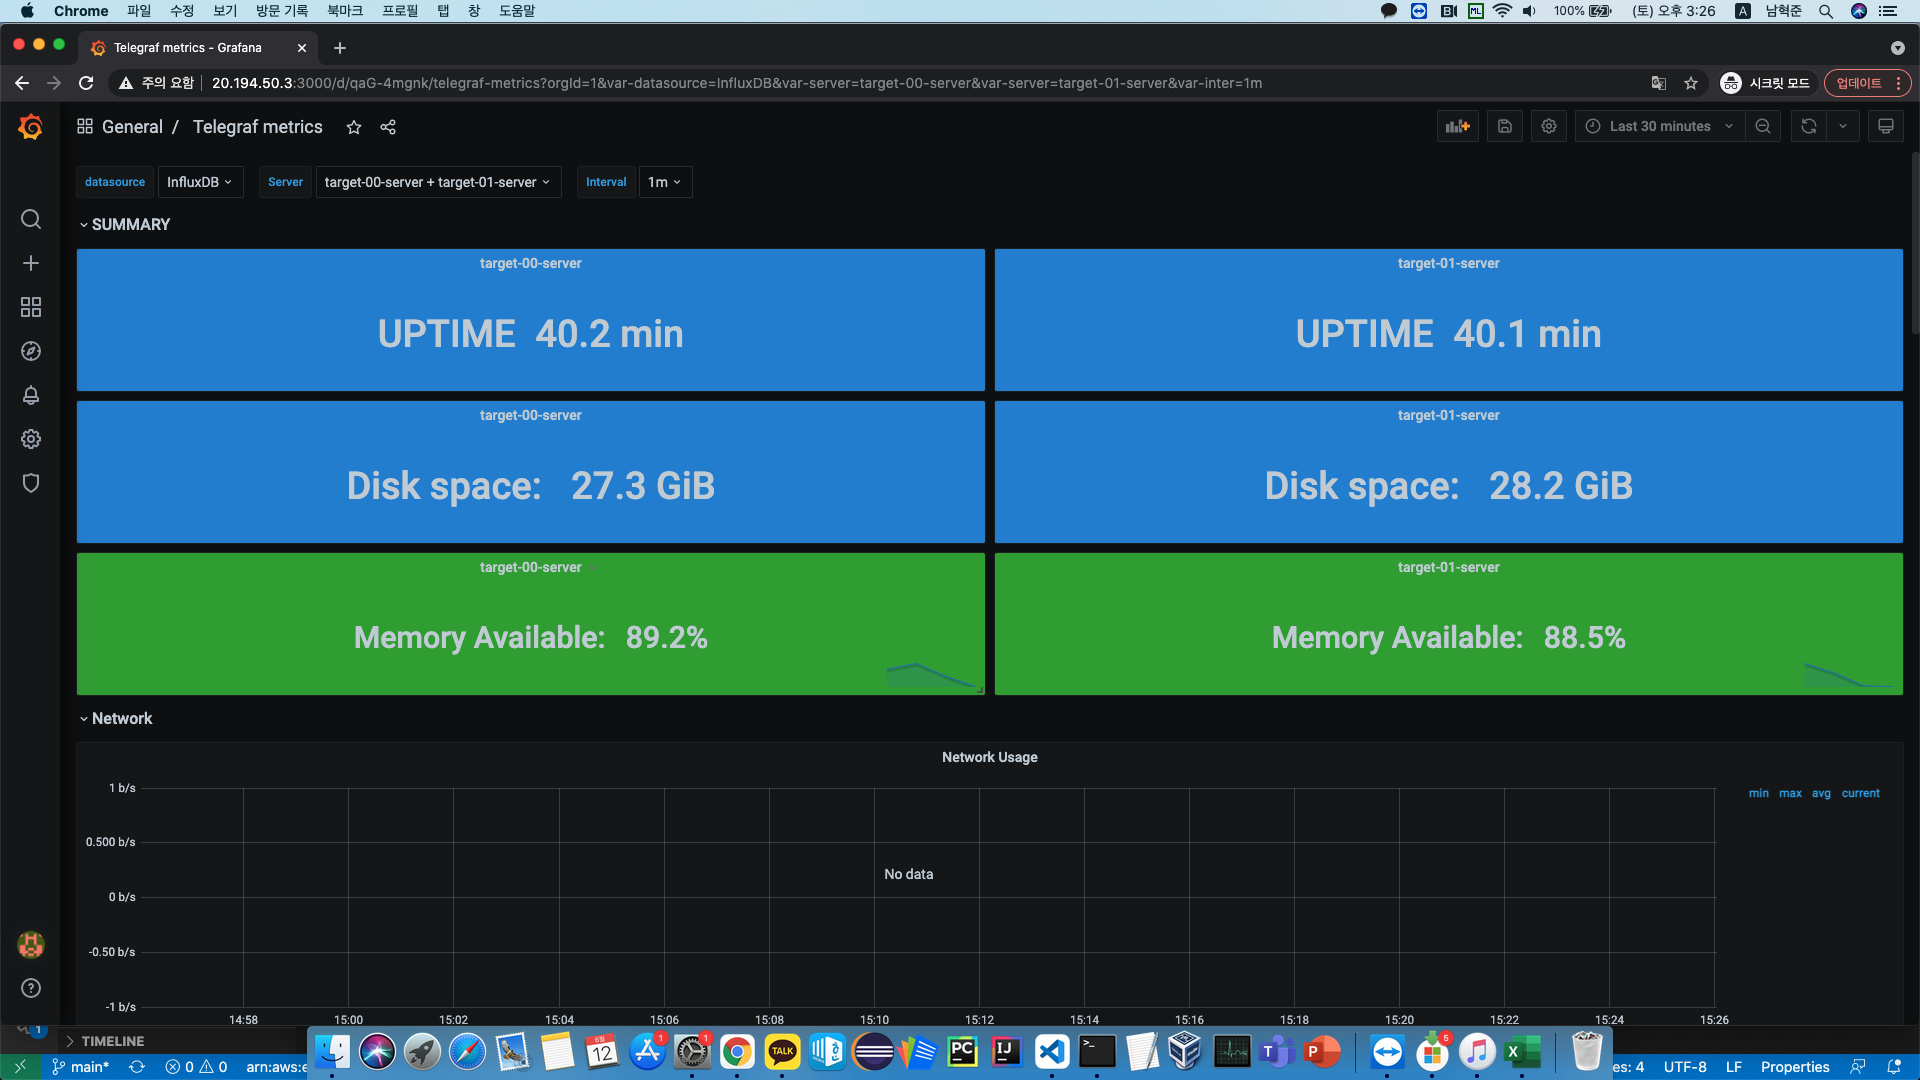 Chrome 파일 수정 보기 방문 기록 북마크 프로필 탭 창 도움말 100% (토) 오후 3:26 A 남혁준
Telegraf metrics - Grafana
주의 요함 20.194.50.3:3000/d/qaG-4mgnk/telegraf-metrics?orgId=1&var-datasource=InfluxDB&var-server=target-00-server&var-server=target-01-server&var-inter=1m 시크릿 모드 업데이트
General / Telegraf metrics Last 30 minutes
datasource InfluxDB Server target-00-server + target-01-server Interval 1m
SUMMARY
target-00-server target-01-server
UPTIME 40.2 min UPTIME 40.1 min
target-00-server target-01-server
Disk space: 27.3 GiB Disk space: 28.2 GiB
target-00-server target-01-server
Memory Available: 89.2% Memory Available: 88.5%
Network
Network Usage
1 b/s
min max avg current
0.500 b/s
No data
0 b/s
-0.50 b/s
-1 b/s
14:58 15:00 15:02 15:04 15:06 15:08 15:10 15:12 15:14 15:16 15:18 15:20 15:22 15:24 15:26
1
TIMELINE
6월 12 1 1 TALK PC IJ >_ T P 5 X
main* 0 0 arn:aws:e es: 4 UTF-8 LF Properties